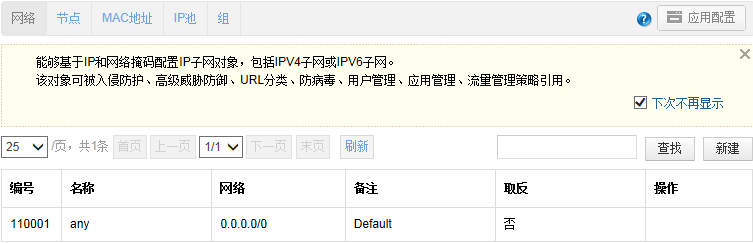 网络 节点 MAC地址 IP池 组 应用配置
能够基于IP和网络掩码配置IP子网对象，包括IPV4子网或IPV6子网。
该对象可被入侵防护、高级威胁防御、URL分类、防病毒、用户管理、应用管理、流量管理策略引用。
下次不再显示
25 /页，共1条 首页 上一页 1/1 下一页 末页 刷新 查找 新建
编号 名称 网络 备注 取反 操作
110001 any 0.0.0.0/0 Default 否